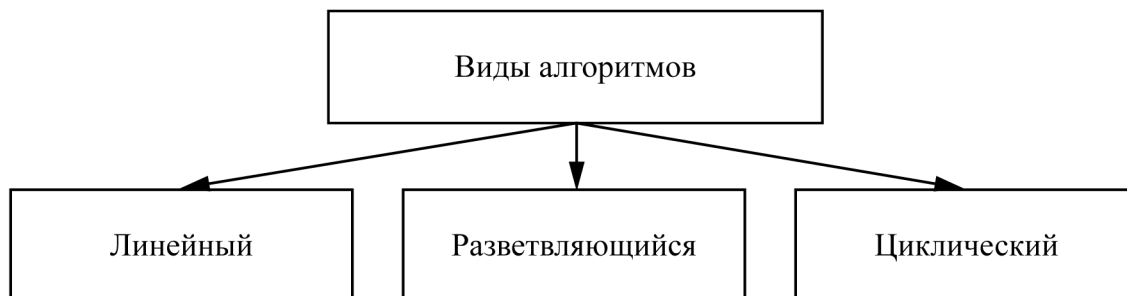 Виды алгоритмов
Линейный
Разветвляющийся
Циклический